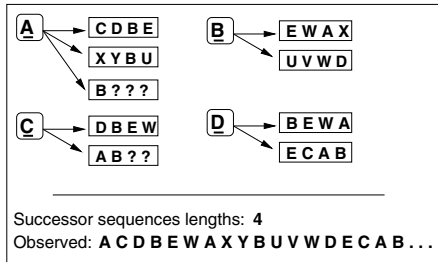 A C D B E
X Y B U
B ? ? ?
B E W A X
U V W D
C D B E W
A B ? ?
D B E W A
E C A B
Successor sequences lengths: 4
Observed: A C D B E W A X Y B U V W D E C A B . . .